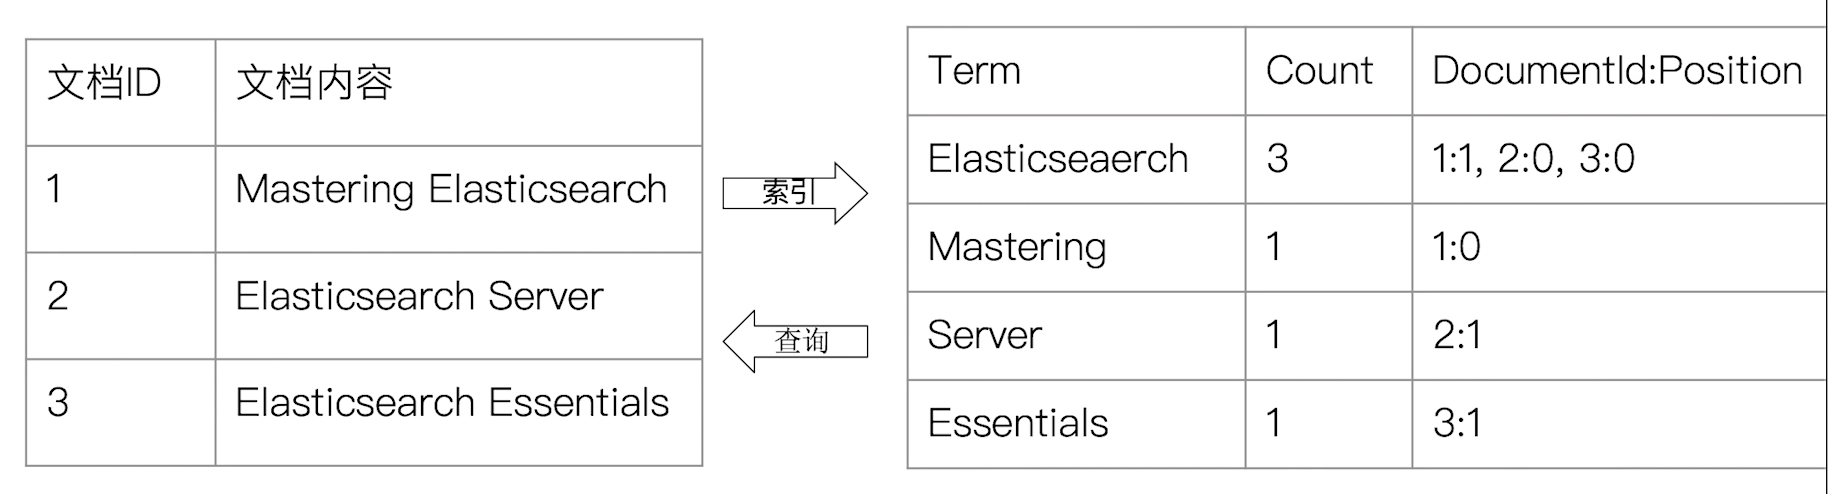 文档ID 文档内容
1 Mastering Elasticsearch
2 Elasticsearch Server
3 Elasticsearch Essentials
索引
查询
Term Count DocumentId:Position
Elasticseaerch 3 1:1, 2:0, 3:0
Mastering 1 1:0
Server 1 2:1
Essentials 1 3:1